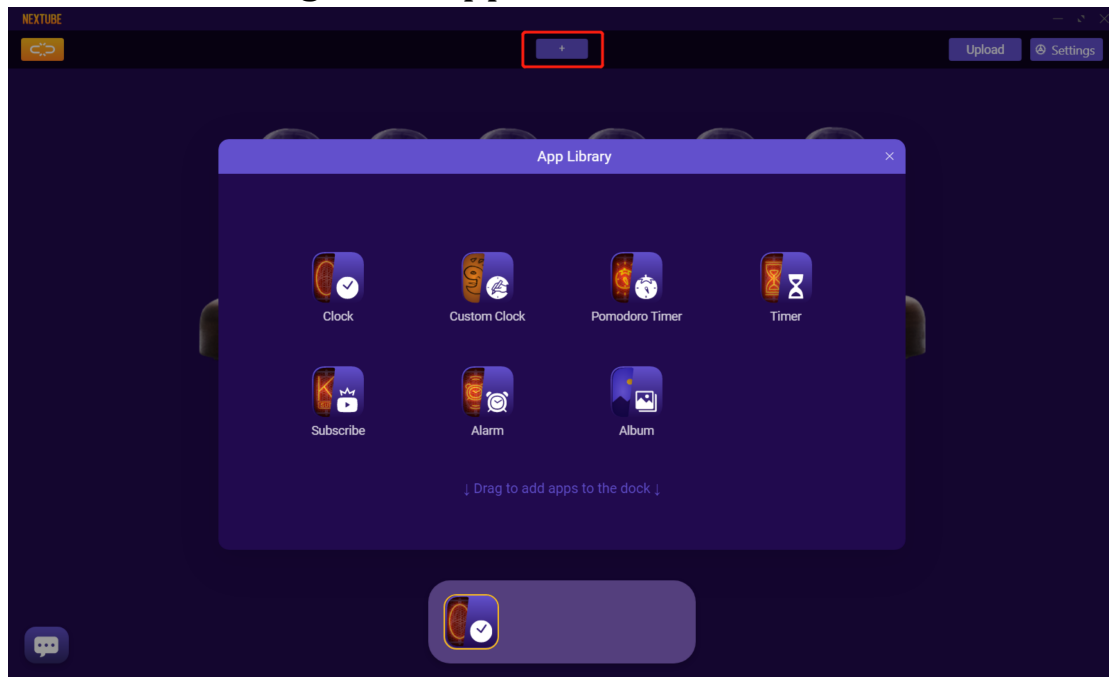 NEXTUBE
+
Upload
Settings
App Library
Clock
Custom Clock
Pomodoro Timer
Timer
Subscribe
Alarm
Album
↓ Drag to add apps to the dock ↓